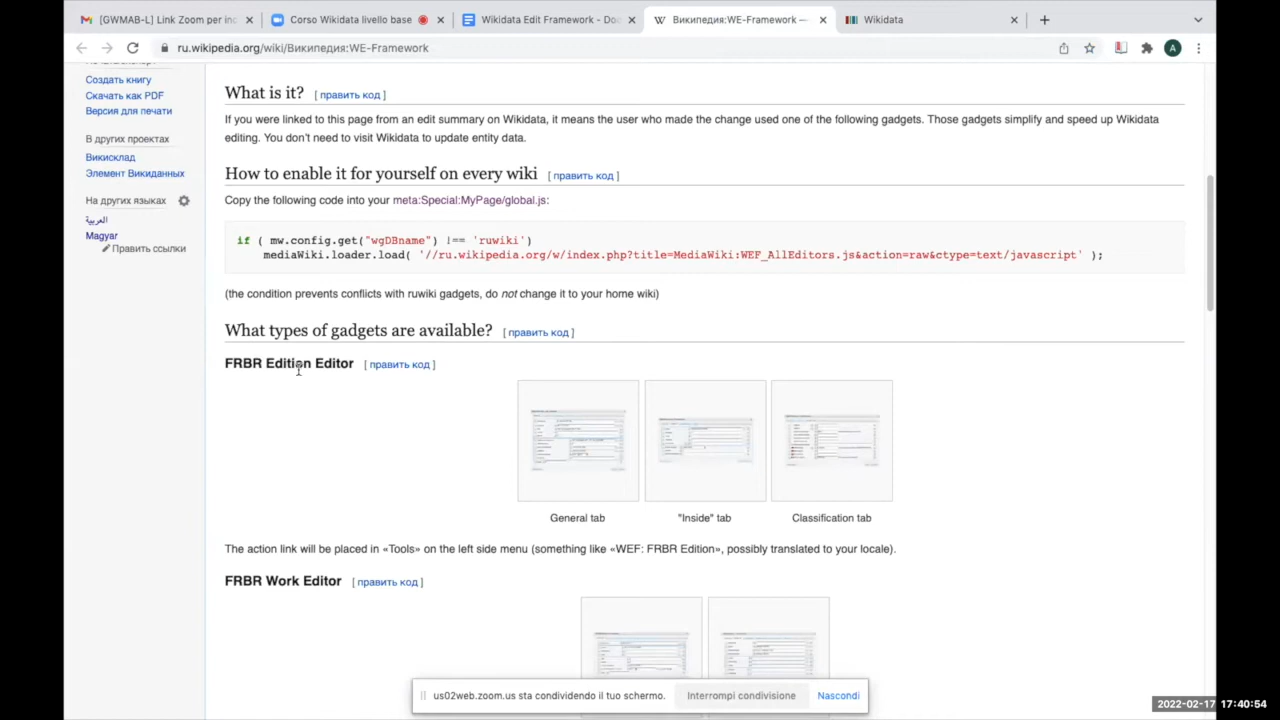 [GWMAB-L] Link Zoom per in
Corso Wikidata livello base
Wikidata Edit Framework - Doc
Википедия:WE-Framework —
Wikidata
ru.wikipedia.org/wiki/Википедия:WE-Framework
A
Создать книгу
Скачать как PDF
Версия для печати
В других проектах
Викисклад
Элемент Викиданных
На других языках
العربية
Magyar
Править ссылки
What is it? [ править код ]
If you were linked to this page from an edit summary on Wikidata, it means the user who made the change used one of the following gadgets. Those gadgets simplify and speed up Wikidata
editing. You don't need to visit Wikidata to update entity data.
How to enable it for yourself on every wiki [ править код ]
Copy the following code into your meta:Special:MyPage/global.js:
if ( mw.config.get("wgDBname") !== 'ruwiki')
mediaWiki.loader.load( '//ru.wikipedia.org/w/index.php?title=MediaWiki:WEF_AllEditors.js&action=raw&ctype=text/javascript' );
(the condition prevents conflicts with ruwiki gadgets, do not change it to your home wiki)
What types of gadgets are available? [ править код ]
FRBR Edition Editor [ править код ]
General tab
"Inside" tab
Classification tab
The action link will be placed in «Tools» on the left side menu (something like «WEF: FRBR Edition», possibly translated to your locale).
FRBR Work Editor [ править код ]
us02web.zoom.us sta condividendo il tuo schermo.
Interrompi condivisione
Nascondi
2022-02-17 17:40:54